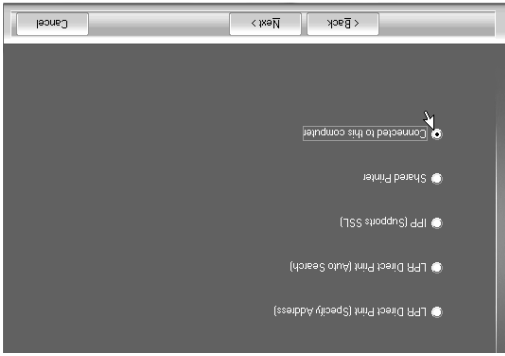 LPR Direct Print (Specify Address)
LPR Direct Print (Auto Search)
IPP (Supports SSL)
Shared Printer
Connected to this computer
< Back
Next >
Cancel